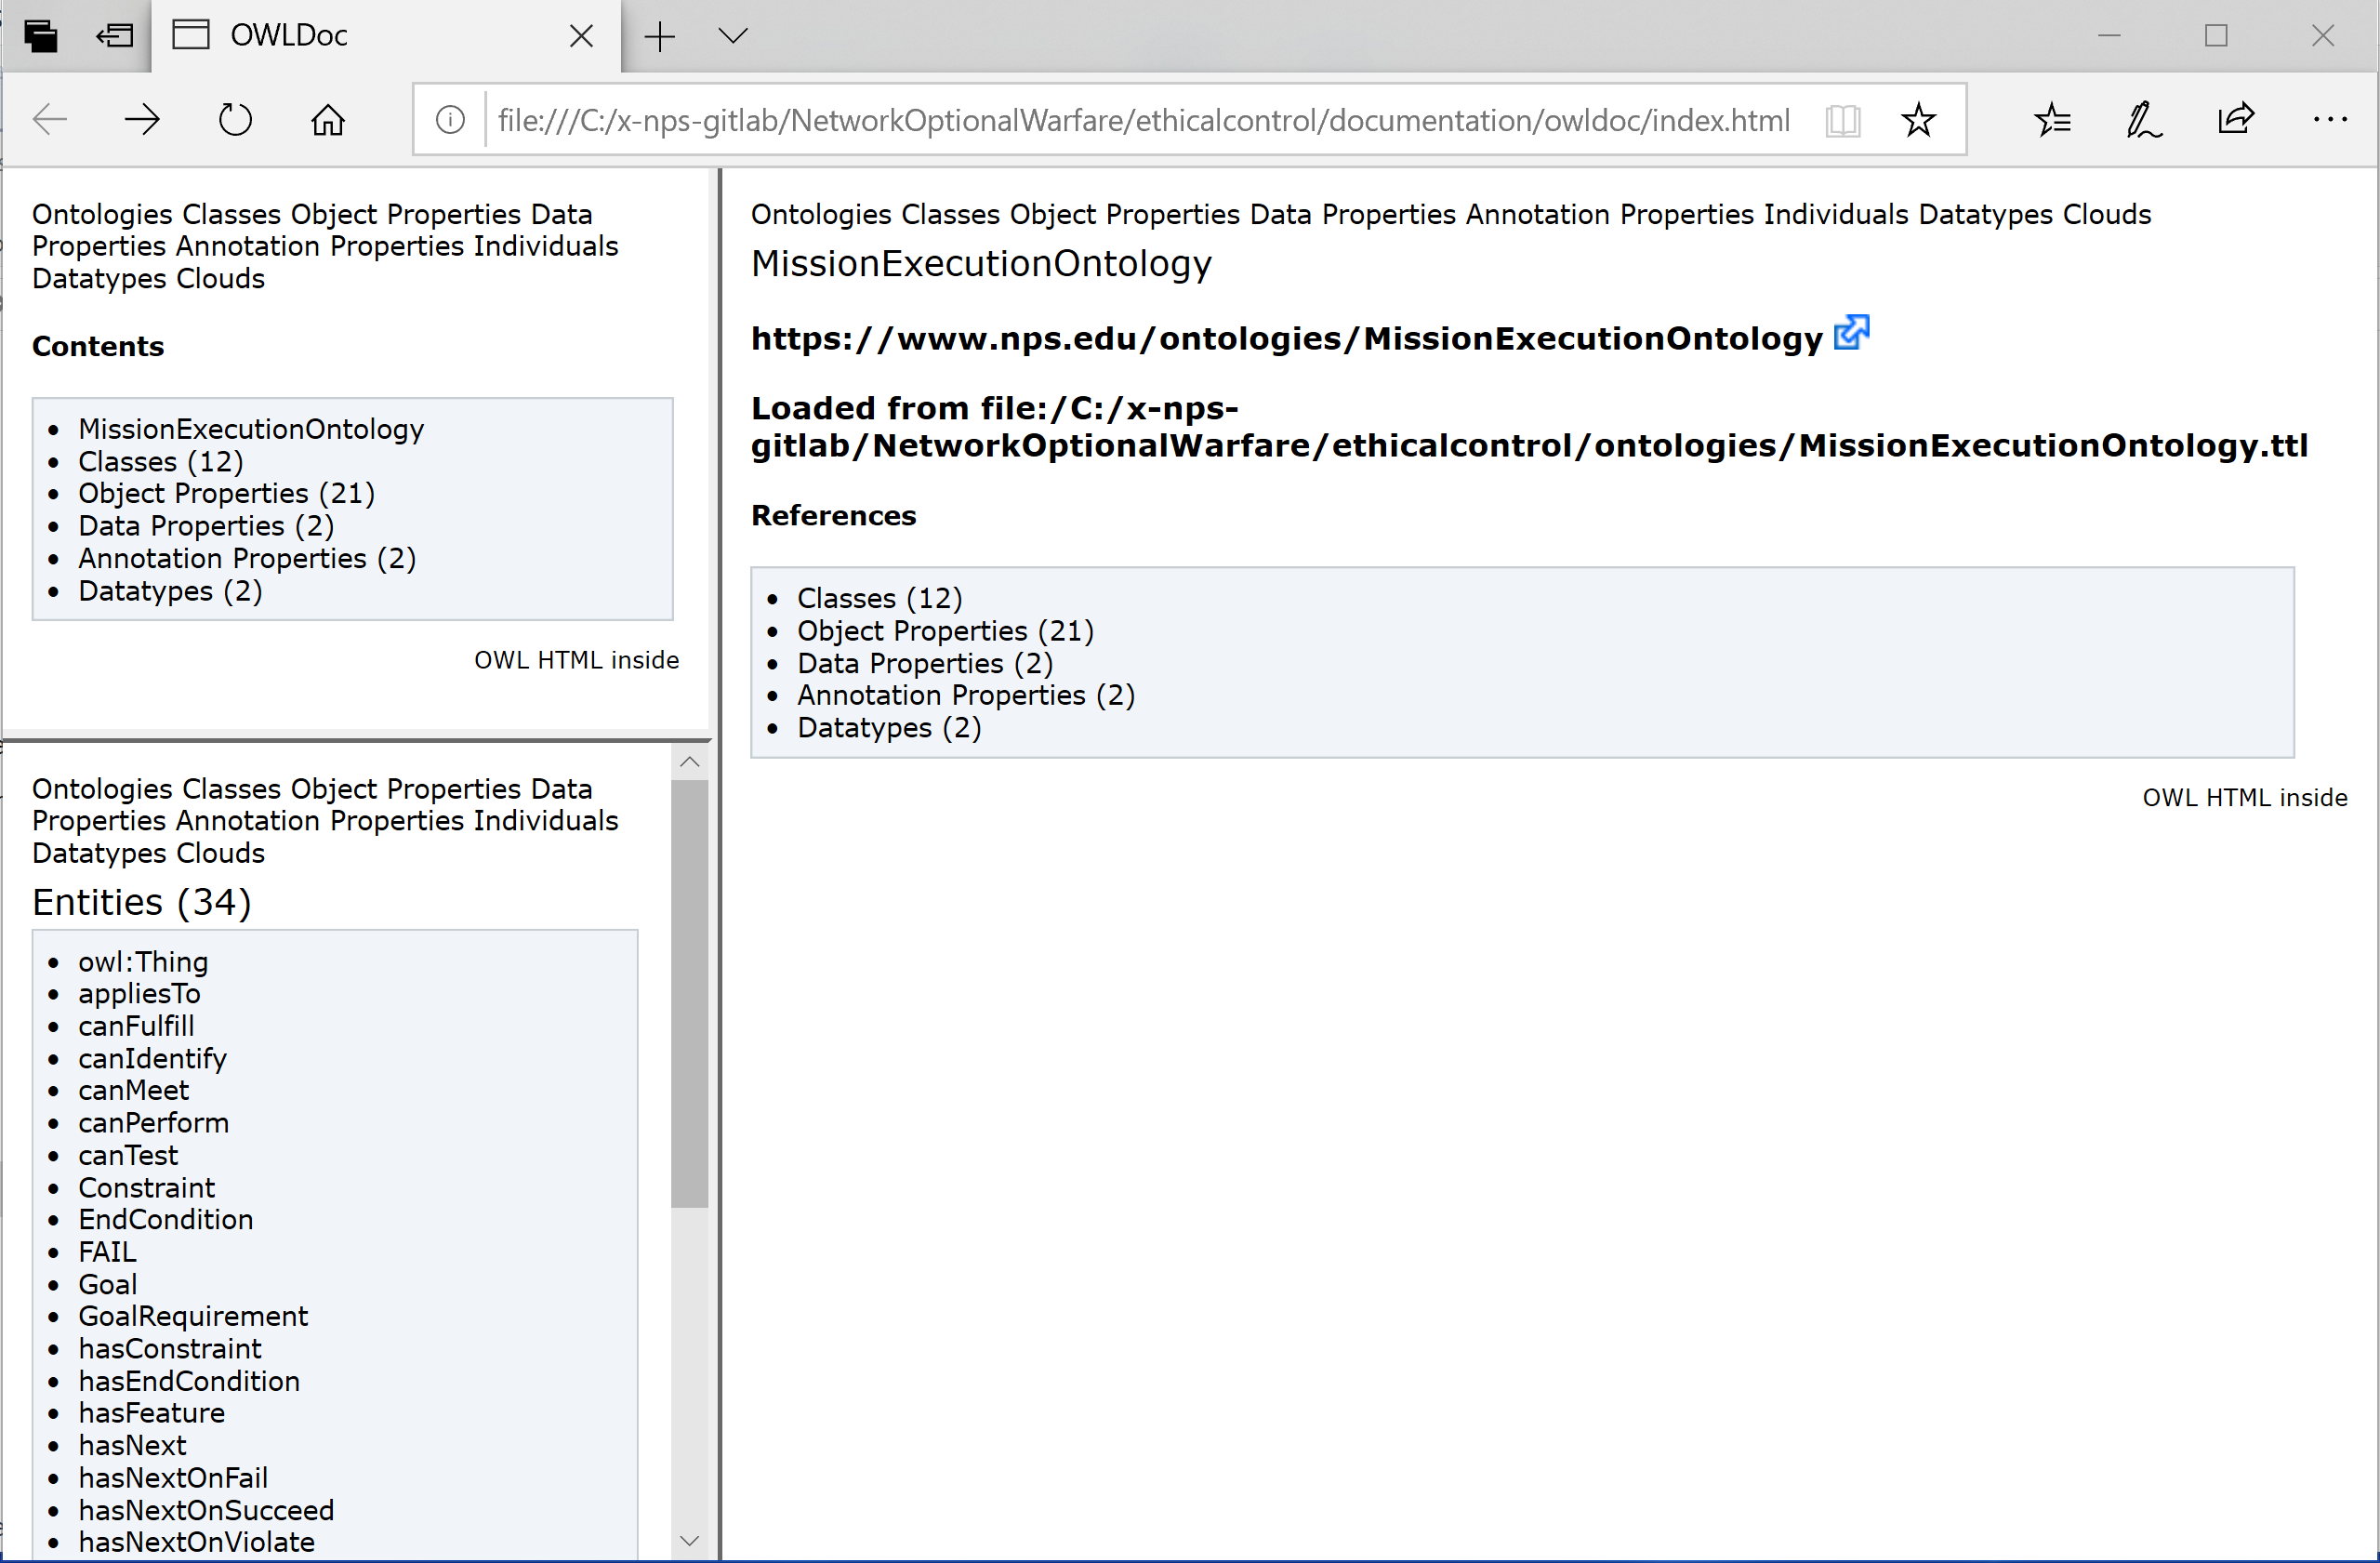 OWLDoc
file:///C:/x-nps-gitlab/NetworkOptionalWarfare/ethicalcontrol/documentation/owldoc/index.html
Ontologies Classes Object Properties Data
Properties Annotation Properties Individuals
Datatypes Clouds
Contents
MissionExecutionOntology
Classes (12)
Object Properties (21)
Data Properties (2)
Annotation Properties (2)
Datatypes (2)
OWL HTML inside
Ontologies Classes Object Properties Data
Properties Annotation Properties Individuals
Datatypes Clouds
Entities (34)
owl:Thing
appliesTo
canFulfill
canIdentify
canMeet
canPerform
canTest
Constraint
EndCondition
FAIL
Goal
GoalRequirement
hasConstraint
hasEndCondition
hasFeature
hasNext
hasNextOnFail
hasNextOnSucceed
hasNextOnViolate
Ontologies Classes Object Properties Data Properties Annotation Properties Individuals Datatypes Clouds
MissionExecutionOntology
https://www.nps.edu/ontologies/MissionExecutionOntology
Loaded from file:/C:/x-nps-
gitlab/NetworkOptionalWarfare/ethicalcontrol/ontologies/MissionExecutionOntology.ttl
References
Classes (12)
Object Properties (21)
Data Properties (2)
Annotation Properties (2)
Datatypes (2)
OWL HTML inside